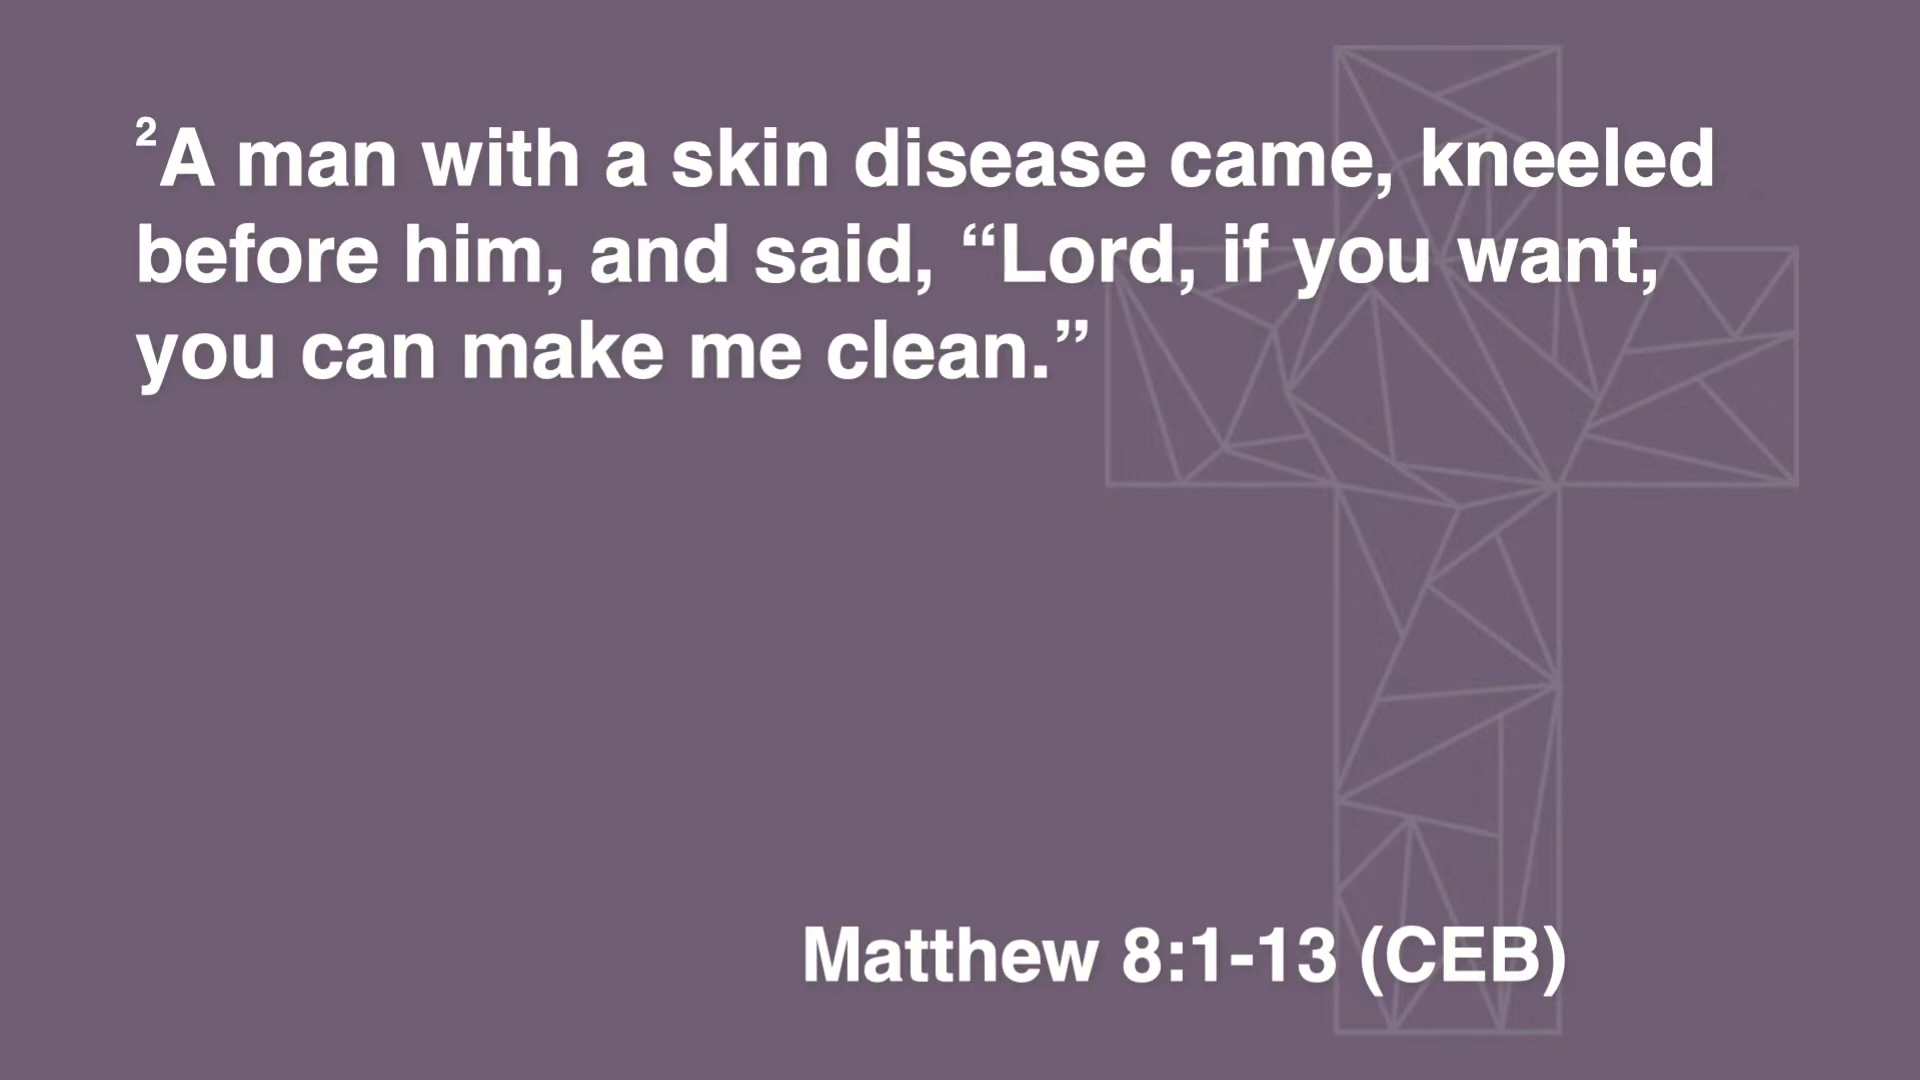 ²A man with a skin disease came, kneeled
before him, and said, “Lord, if you want,
you can make me clean.”
Matthew 8:1-13 (CEB)